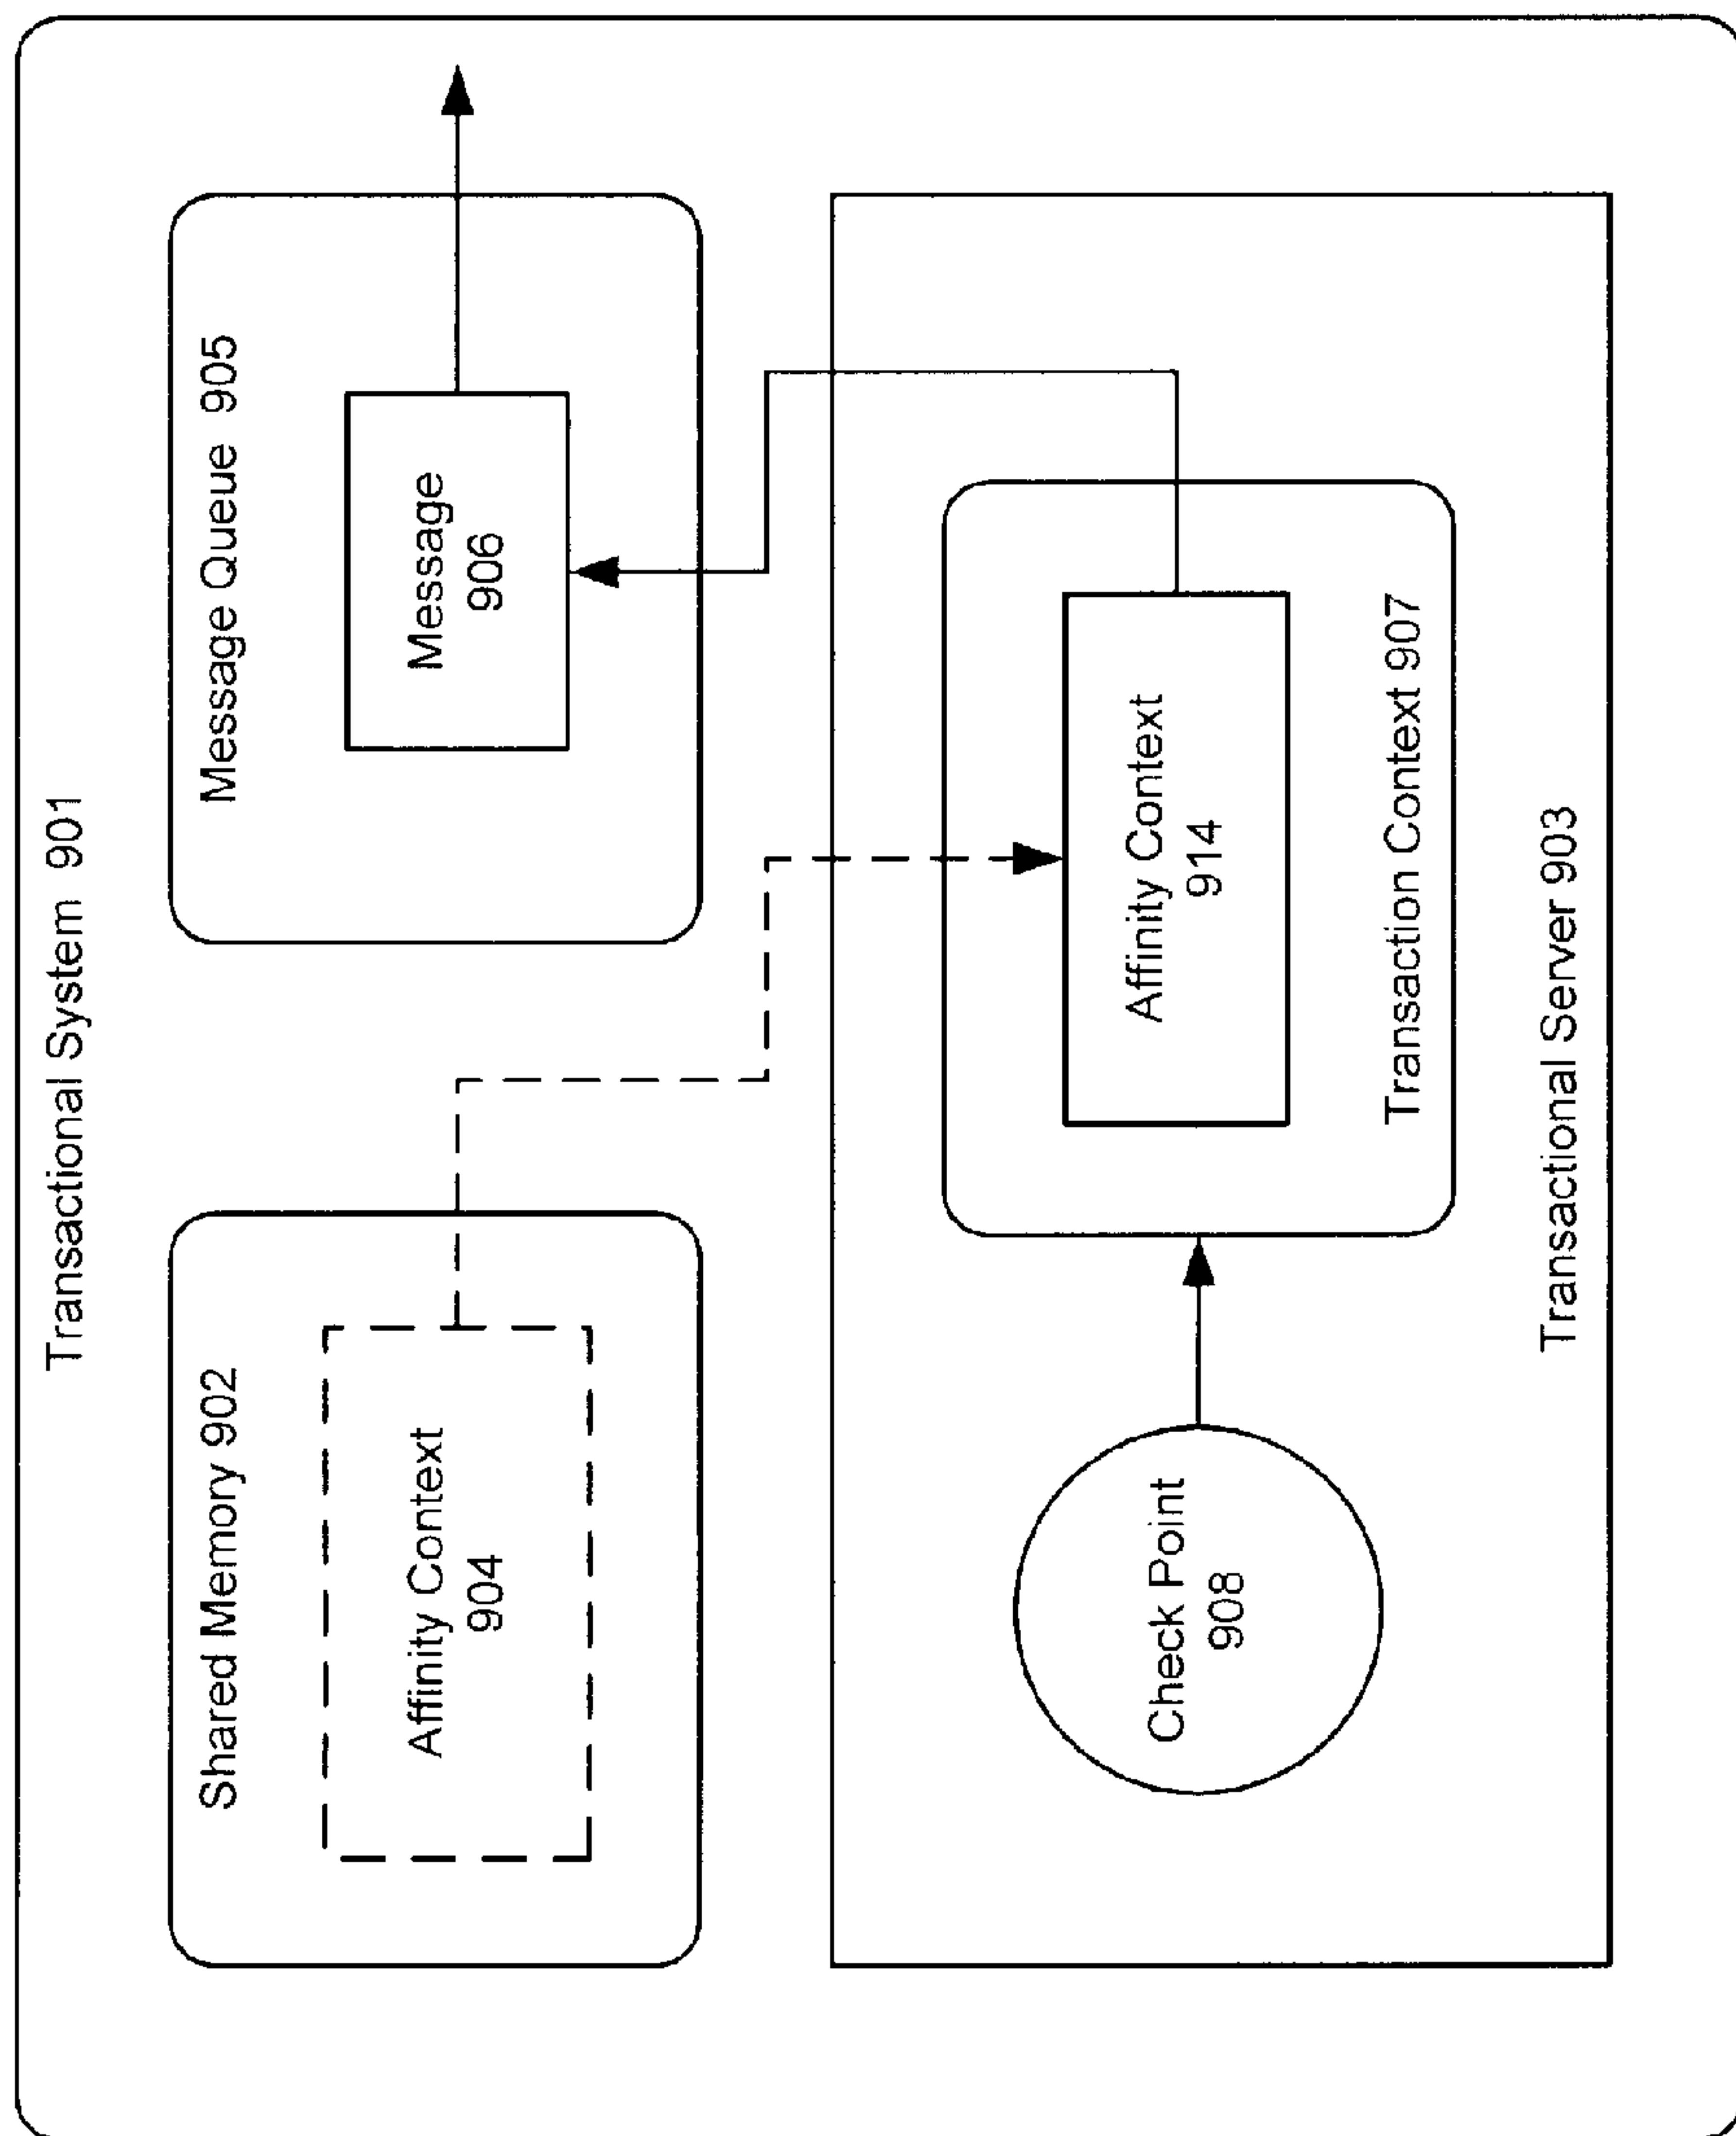 Transactional System 901
Shared Memory 902
Affinity Context
904
Message Queue 905
Message
906
Check Point
908
Affinity Context
914
Transaction Context 907
Transactional Server 903